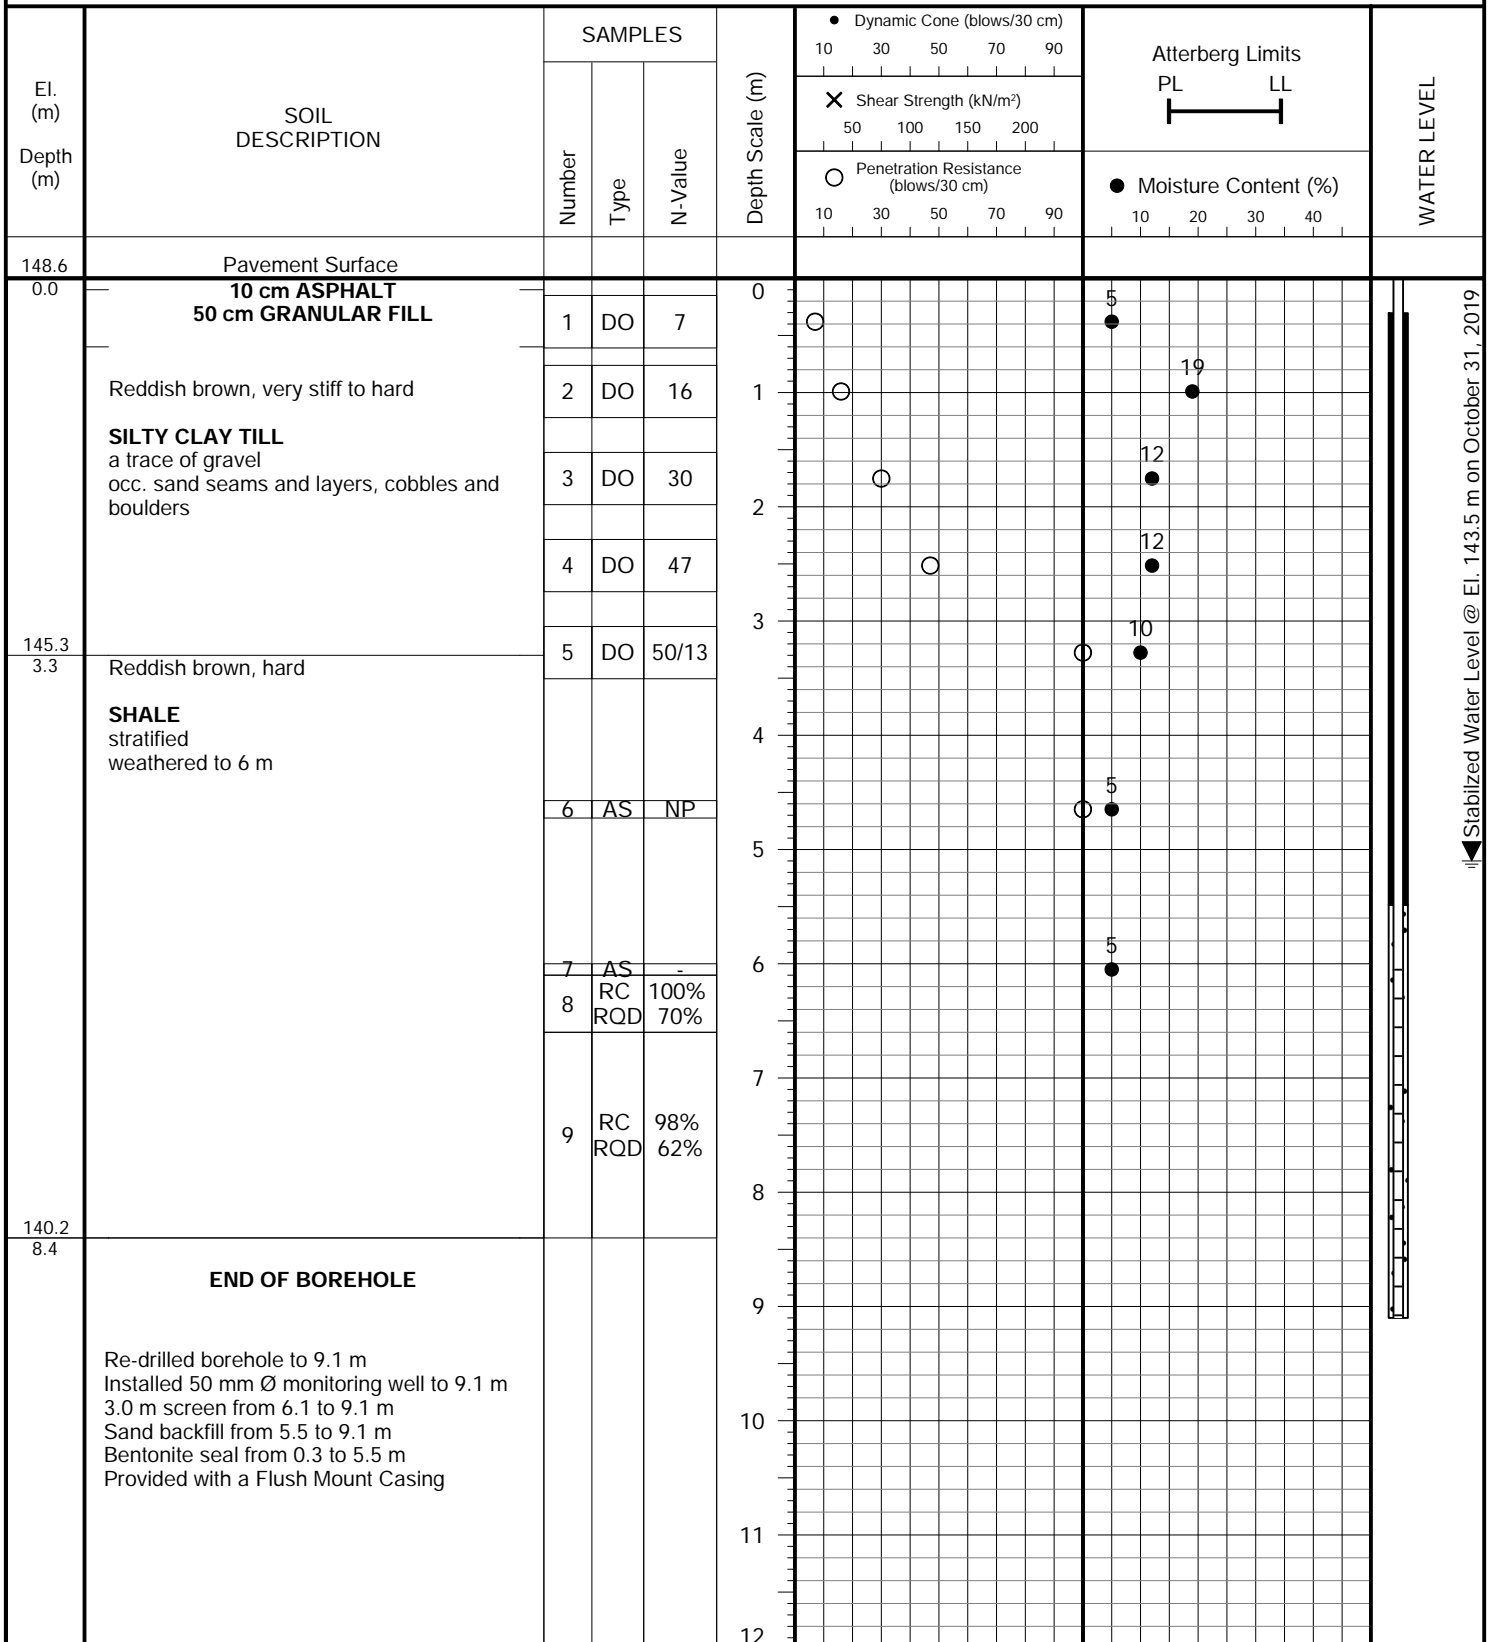 El.
(m)
Depth
(m)
SOIL
DESCRIPTION
SAMPLES
Number
Type
N-Value
Depth Scale (m)
Dynamic Cone (blows/30 cm)
10 30 50 70 90
Shear Strength (kN/m²)
50 100 150 200
Penetration Resistance
(blows/30 cm)
10 30 50 70 90
Atterberg Limits
PL LL
Moisture Content (%)
10 20 30 40
WATER LEVEL
148.6 Pavement Surface
0.0 10 cm ASPHALT
50 cm GRANULAR FILL
0
5
1 DO 7
Reddish brown, very stiff to hard
2 DO 16
1
19
SILTY CLAY TILL
a trace of gravel
occ. sand seams and layers, cobbles and
boulders
3 DO 30
12
2
4 DO 47
12
3
10
145.3
3.3
5 DO 50/13
Reddish brown, hard
SHALE
stratified
weathered to 6 m
4
6 AS NP
5
5
7 AS -
5
6
8 RC 100%
RQD 70%
7
9 RC 98%
RQD 62%
8
140.2
8.4
END OF BOREHOLE
9
Re-drilled borehole to 9.1 m
Installed 50 mm Ø monitoring well to 9.1 m
3.0 m screen from 6.1 to 9.1 m
Sand backfill from 5.5 to 9.1 m
Bentonite seal from 0.3 to 5.5 m
Provided with a Flush Mount Casing
10
11
12
Stabilzed Water Level @ El. 143.5 m on October 31, 2019